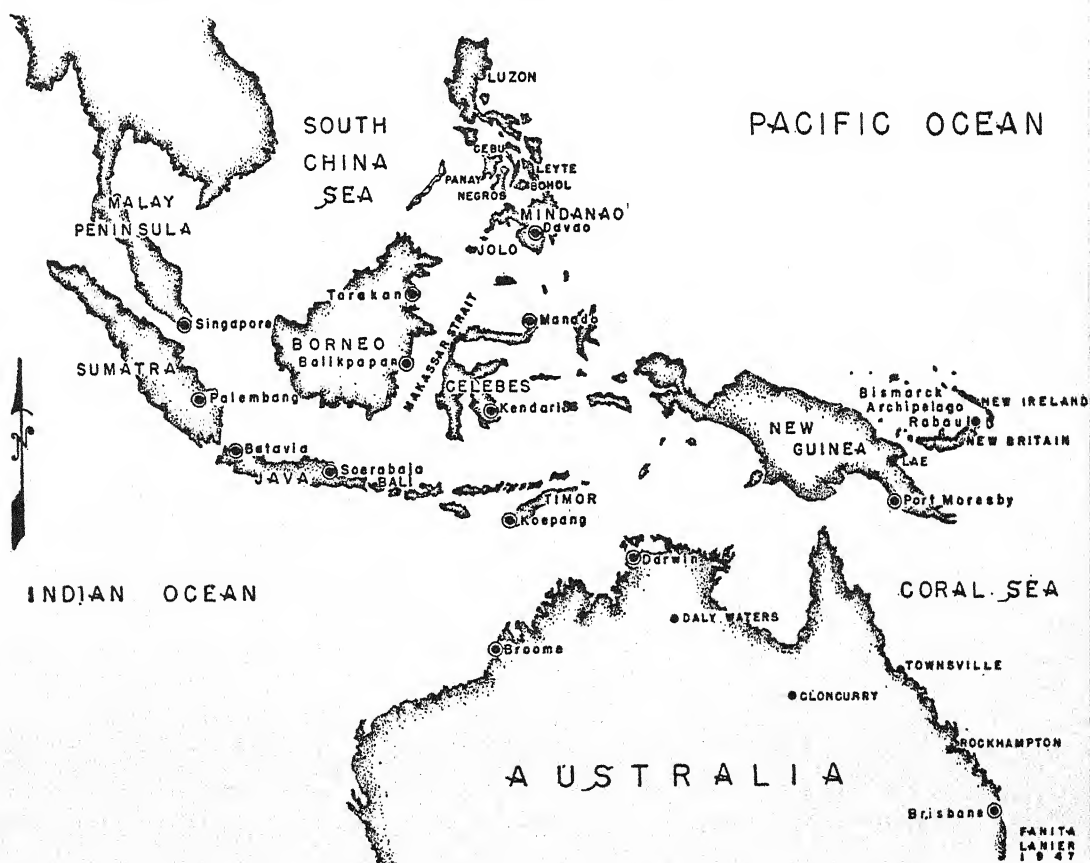 LUZON
SOUTH
CHINA
SEA
PACIFIC OCEAN
CEBU
LEYTE
PANAY
BOHOL
NEGROS
MALAY
PENINSULA
MINDANAO
Davao
JOLO
Tarakan
MAKASSAR STRAIT
Singapore
Manado
BORNEO
Balikpapan
SUMATRA
CELEBES
Palembang
Kendari
Bismarck
Archipelago
NEW IRELAND
Rabaul
NEW BRITAIN
NEW
GUINEA
LAE
Batavia
Soerabaja
JAVA
BALI
TIMOR
Koepang
Port Moresby
N
Darwin
INDIAN OCEAN
CORAL SEA
DALY WATERS
Broome
TOWNSVILLE
CLONCURRY
ROCKHAMPTON
AUSTRALIA
Brisbane
FANITA
LANIER
1947